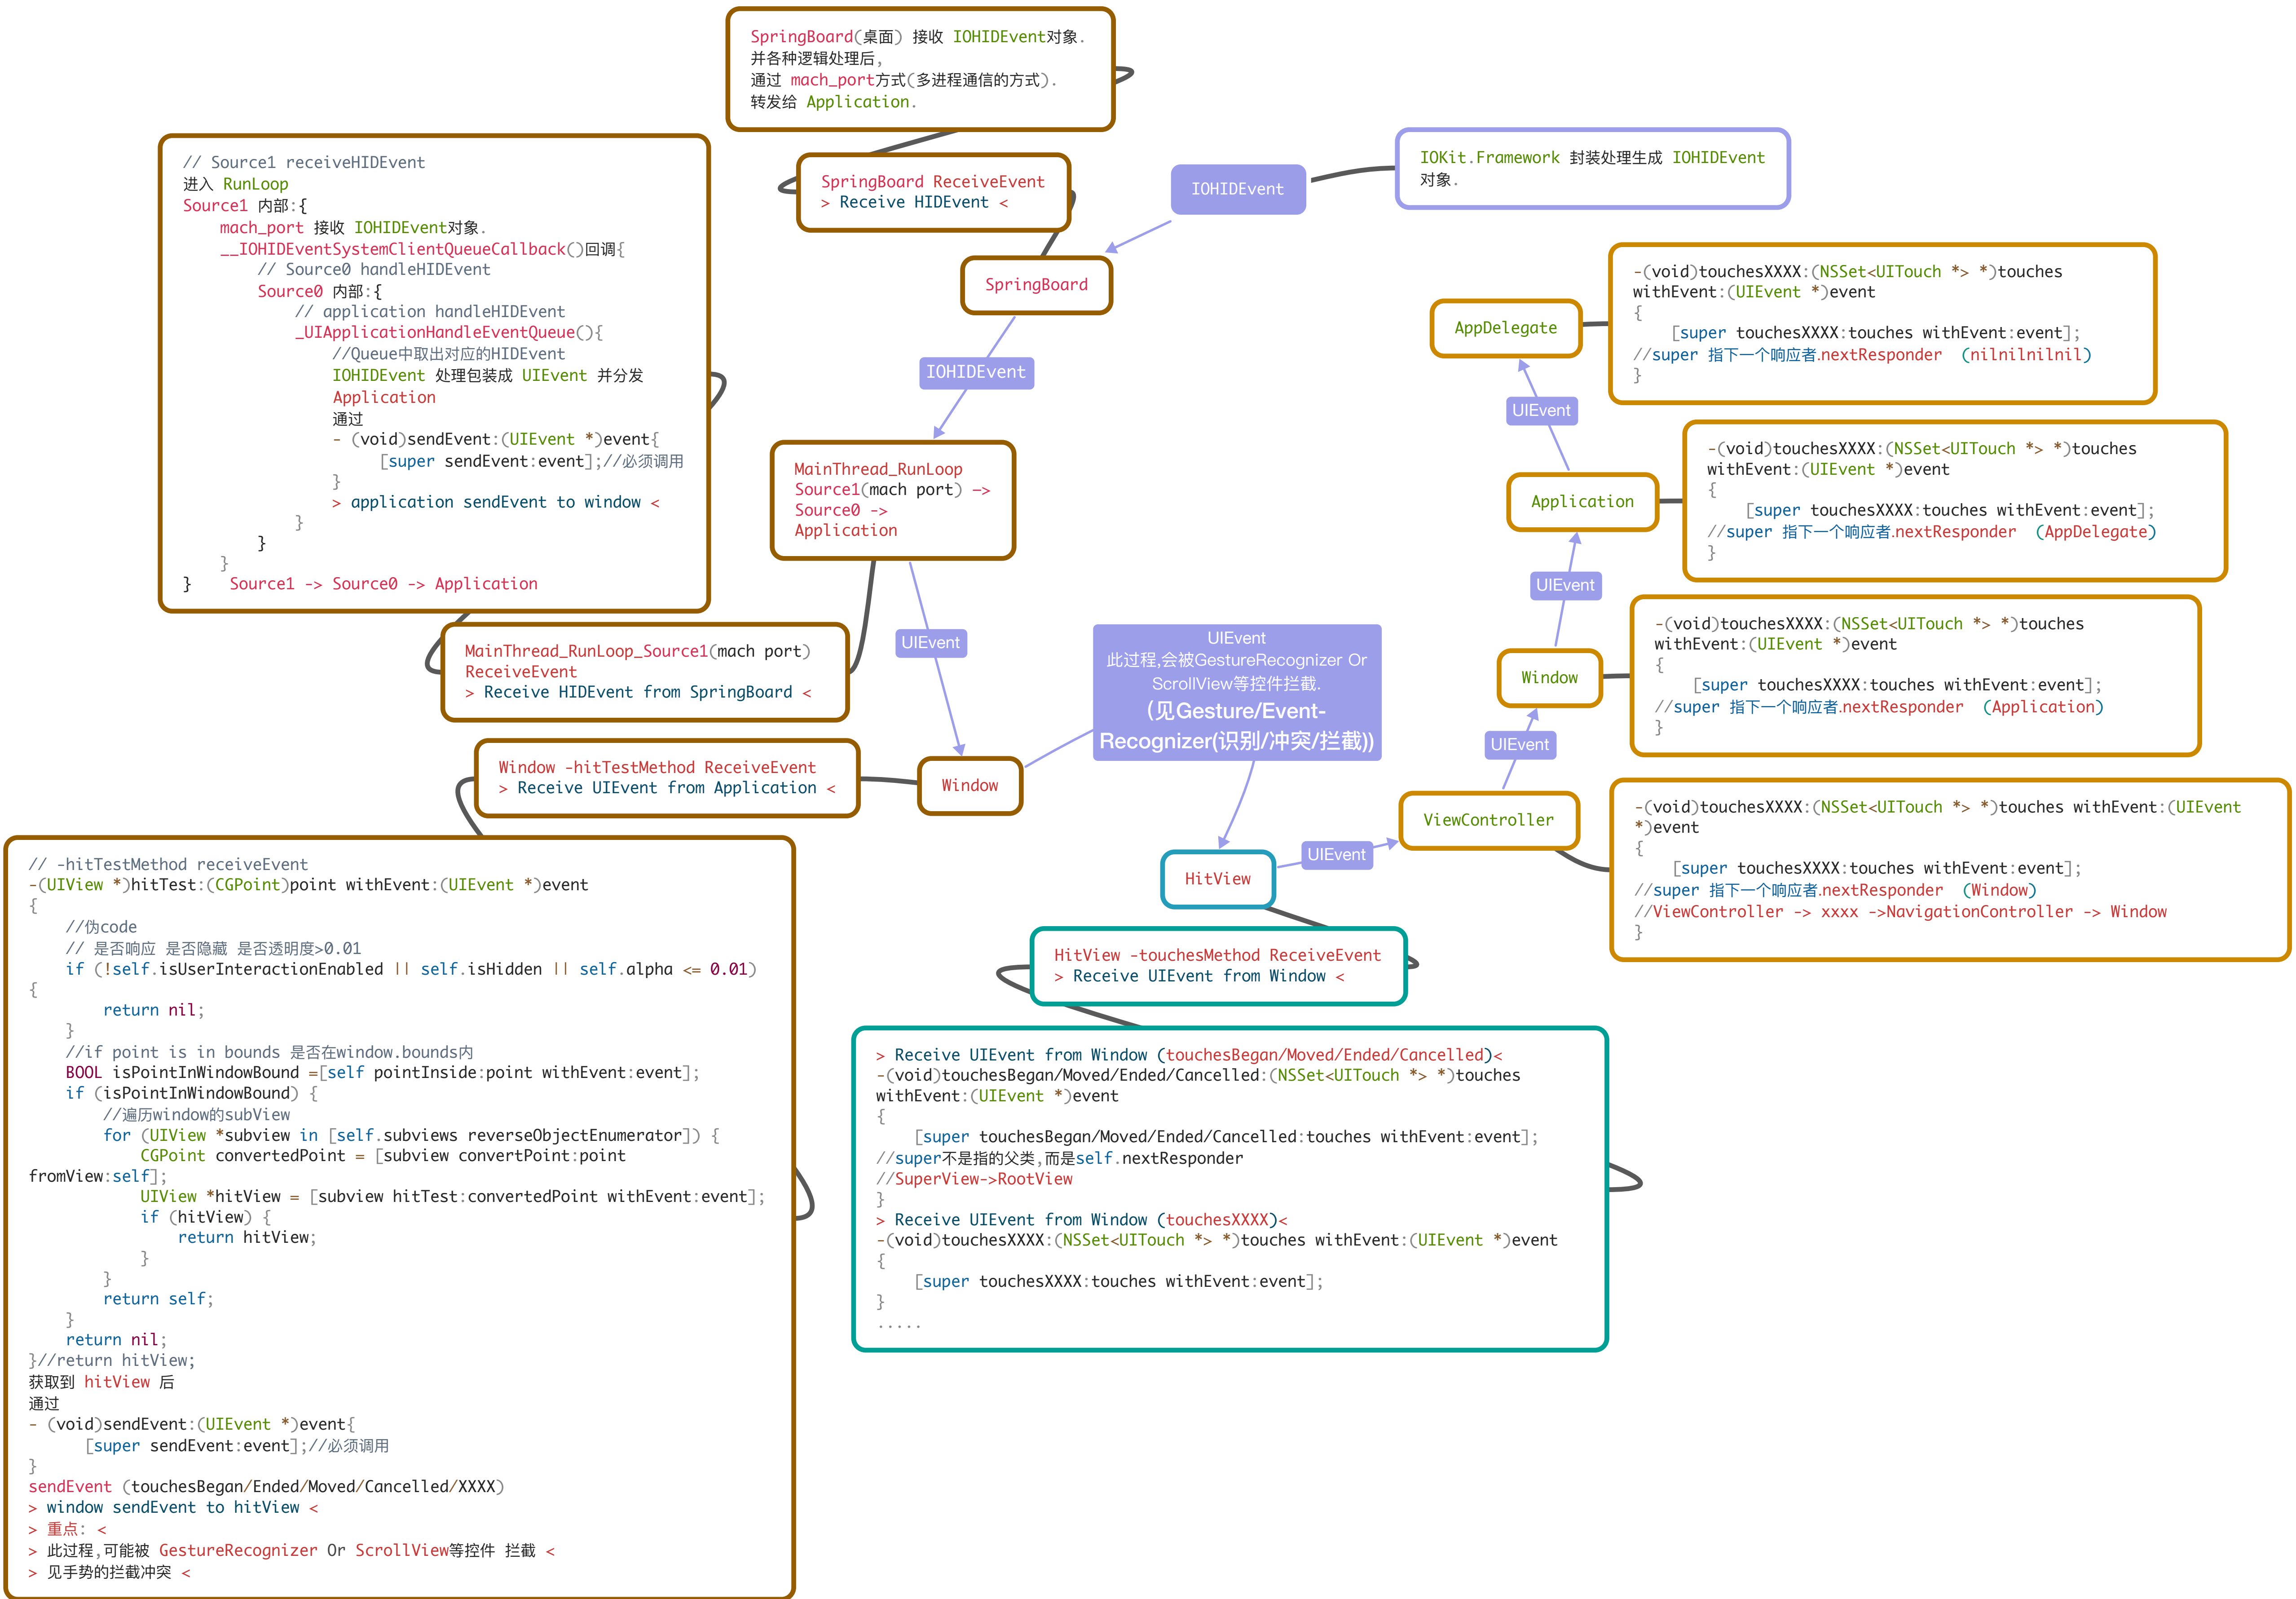 SpringBoard(桌面) 接收 IOHIDEvent对象.
并各种逻辑处理后,
通过 mach_port方式(多进程通信的方式).
转发给 Application.
SpringBoard ReceiveEvent
> Receive HIDEvent <
IOHIDEvent
IOKit.Framework 封装处理生成 IOHIDEvent
对象.
SpringBoard
IOHIDEvent
// Source1 receiveHIDEvent
进入 RunLoop
Source1 内部:{
mach_port 接收 IOHIDEvent对象.
__IOHIDEventSystemClientQueueCallback()回调{
// Source0 handleHIDEvent
Source0 内部:{
// application handleHIDEvent
_UIApplicationHandleEventQueue(){
//Queue中取出对应的HIDEvent
IOHIDEvent 处理包装成 UIEvent 并分发
Application
通过
- (void)sendEvent:(UIEvent *)event{
[super sendEvent:event];//必须调用
}
> application sendEvent to window <
}
}
}
} Source1 -> Source0 -> Application
MainThread_RunLoop
Source1(mach port) —>
Source0 ->
Application
MainThread_RunLoop_Source1(mach port)
ReceiveEvent
> Receive HIDEvent from SpringBoard <
UIEvent
Window -hitTestMethod ReceiveEvent
> Receive UIEvent from Application <
Window
UIEvent
此过程,会被GestureRecognizer Or
ScrollView等控件拦截.
(见Gesture/Event-
Recognizer(识别/冲突/拦截))
// -hitTestMethod receiveEvent
-(UIView *)hitTest:(CGPoint)point withEvent:(UIEvent *)event
{
//伪code
// 是否响应 是否隐藏 是否透明度>0.01
if (!self.isUserInteractionEnabled || self.isHidden || self.alpha <= 0.01)
{
return nil;
}
//if point is in bounds 是否在window.bounds内
BOOL isPointInWindowBound =[self pointInside:point withEvent:event];
if (isPointInWindowBound) {
//遍历window的subView
for (UIView *subview in [self.subviews reverseObjectEnumerator]) {
CGPoint convertedPoint = [subview convertPoint:point
fromView:self];
UIView *hitView = [subview hitTest:convertedPoint withEvent:event];
if (hitView) {
return hitView;
}
}
return self;
}
return nil;
}//return hitView;
获取到 hitView 后
通过
- (void)sendEvent:(UIEvent *)event{
[super sendEvent:event];//必须调用
}
sendEvent (touchesBegan/Ended/Moved/Cancelled/XXXX)
> window sendEvent to hitView <
> 重点: <
> 此过程,可能被 GestureRecognizer Or ScrollView等控件 拦截 <
> 见手势的拦截冲突 <
HitView
UIEvent
HitView -touchesMethod ReceiveEvent
> Receive UIEvent from Window <
> Receive UIEvent from Window (touchesBegan/Moved/Ended/Cancelled)<
-(void)touchesBegan/Moved/Ended/Cancelled:(NSSet<UITouch *> *)touches
withEvent:(UIEvent *)event
{
[super touchesBegan/Moved/Ended/Cancelled:touches withEvent:event];
//super不是指的父类,而是self.nextResponder
//SuperView->RootView
}
> Receive UIEvent from Window (touchesXXXX)<
-(void)touchesXXXX:(NSSet<UITouch *> *)touches withEvent:(UIEvent *)event
{
[super touchesXXXX:touches withEvent:event];
}
.....
AppDelegate
-(void)touchesXXXX:(NSSet<UITouch *> *)touches
withEvent:(UIEvent *)event
{
[super touchesXXXX:touches withEvent:event];
//super 指下一个响应者.nextResponder (nilnilnilnil)
}
UIEvent
Application
-(void)touchesXXXX:(NSSet<UITouch *> *)touches
withEvent:(UIEvent *)event
{
[super touchesXXXX:touches withEvent:event];
//super 指下一个响应者.nextResponder (AppDelegate)
}
UIEvent
Window
-(void)touchesXXXX:(NSSet<UITouch *> *)touches
withEvent:(UIEvent *)event
{
[super touchesXXXX:touches withEvent:event];
//super 指下一个响应者.nextResponder (Application)
}
UIEvent
ViewController
-(void)touchesXXXX:(NSSet<UITouch *> *)touches withEvent:(UIEvent
*)event
{
[super touchesXXXX:touches withEvent:event];
//super 指下一个响应者.nextResponder (Window)
//ViewController -> xxxx ->NavigationController -> Window
}